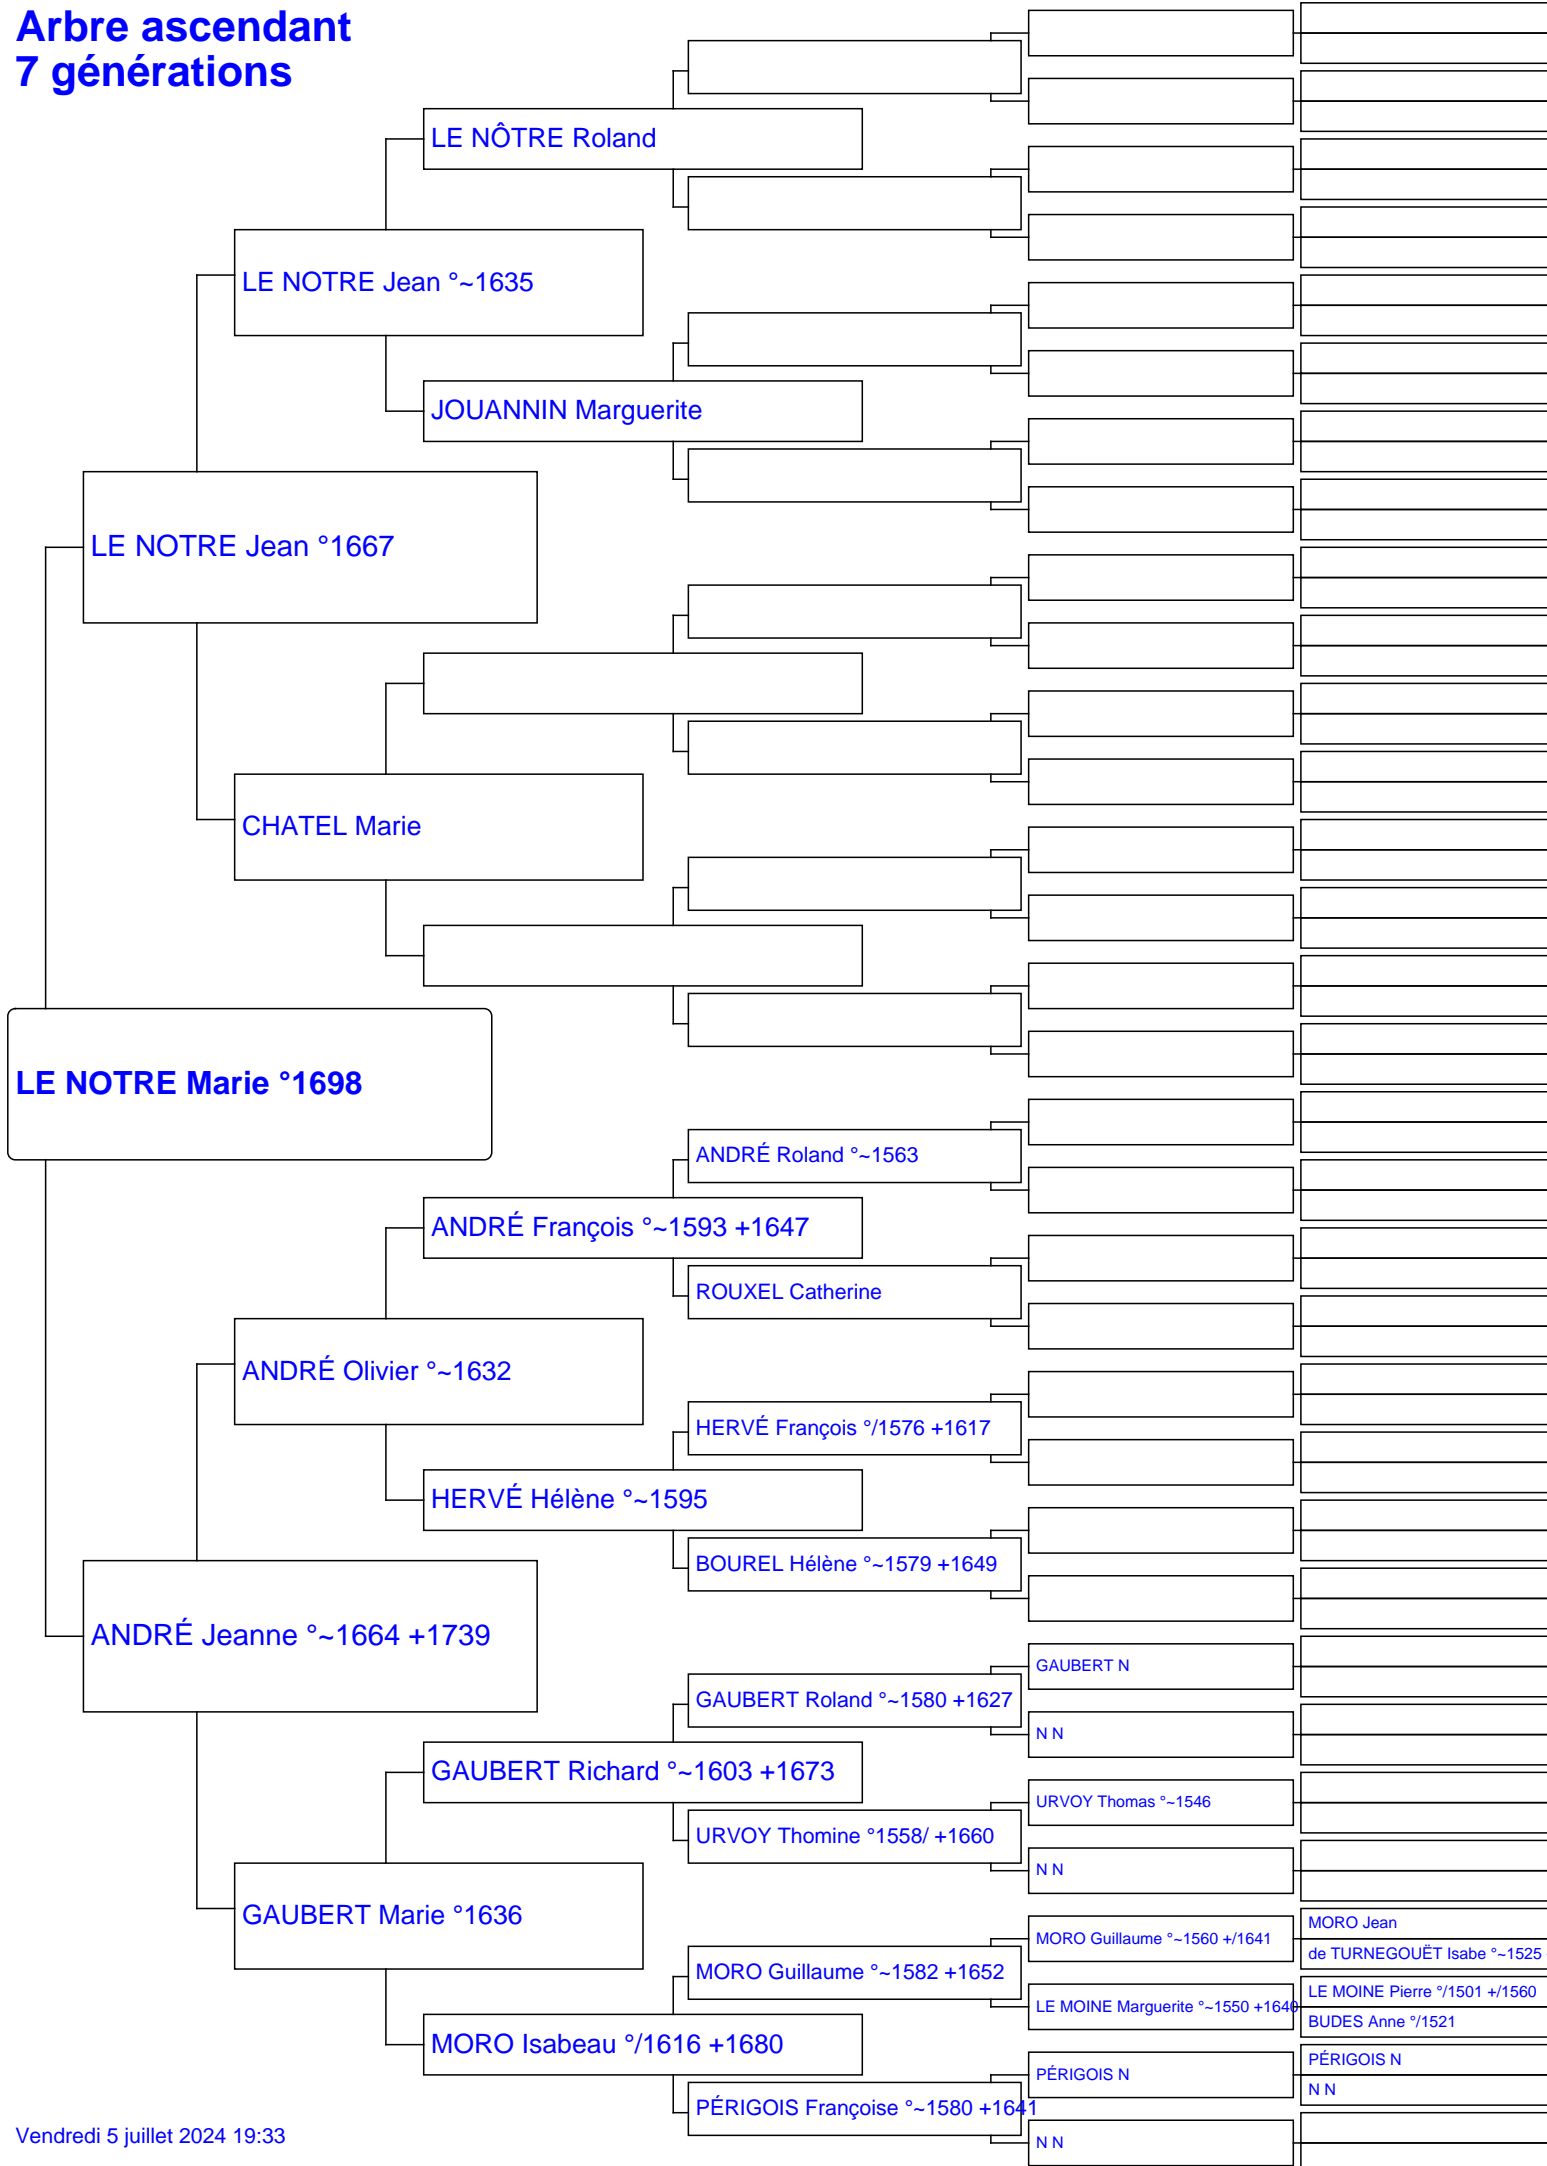 Arbre ascendant
7 générations
LE NÔTRE Roland
LE NOTRE Jean °~1635
JOUANNIN Marguerite
LE NOTRE Jean °1667
CHATEL Marie
LE NOTRE Marie °1698
ANDRÉ Roland °~1563
ANDRÉ François °~1593 +1647
ROUXEL Catherine
ANDRÉ Olivier °~1632
HERVÉ François °/1576 +1617
HERVÉ Hélène °~1595
BOUREL Hélène °~1579 +1649
ANDRÉ Jeanne °~1664 +1739
GAUBERT N
GAUBERT Roland °~1580 +1627
N N
GAUBERT Richard °~1603 +1673
URVOY Thomas °~1546
URVOY Thomine °1558/ +1660
N N
GAUBERT Marie °1636
MORO Jean
MORO Guillaume °~1560 +/1641
de TURNEGOUËT Isabe °~1525
MORO Guillaume °~1582 +1652
LE MOINE Pierre °/1501 +/1560
LE MOINE Marguerite °~1550 +1640
BUDES Anne °/1521
MORO Isabeau °/1616 +1680
PÉRIGOIS N
PÉRIGOIS N
N N
PÉRIGOIS Françoise °~1580 +1641
N N
Vendredi 5 juillet 2024 19:33